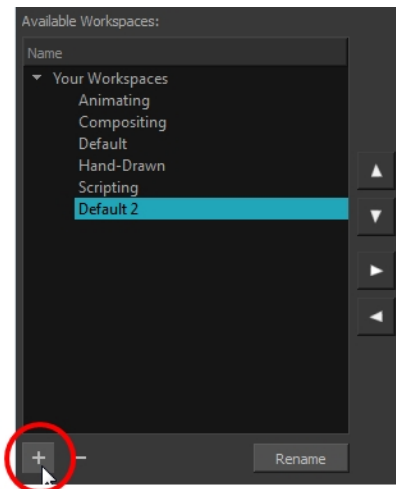 Available Workspaces:
Name
Your Workspaces
Animating
Compositing
Default
Hand-Drawn
Scripting
Default 2
Rename